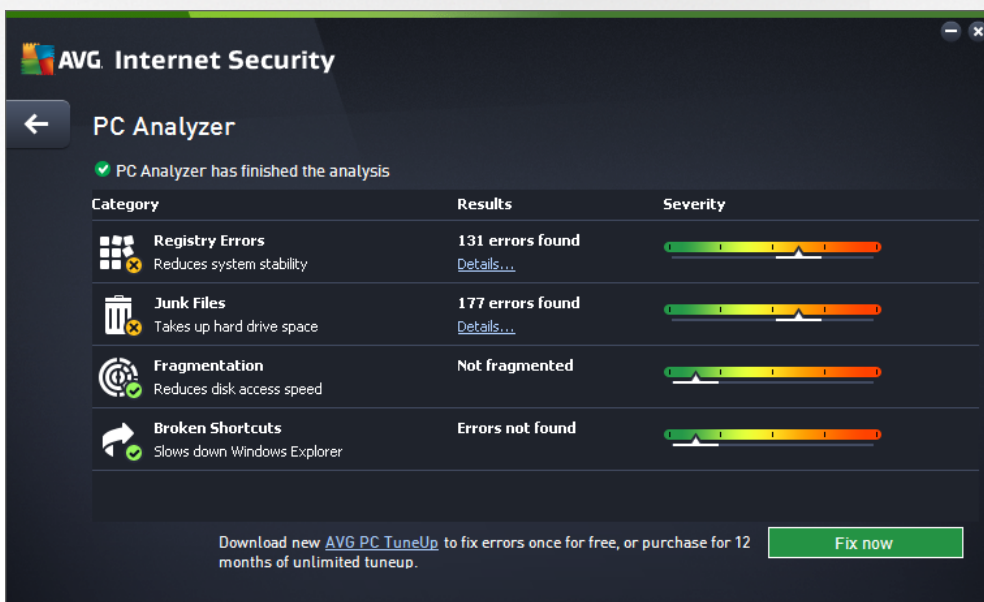 AVG. Internet Security
PC Analyzer
PC Analyzer has finished the analysis
Category Results Severity
Registry Errors 131 errors found
Reduces system stability Details...
Junk Files 177 errors found
Takes up hard drive space Details...
Fragmentation Not fragmented
Reduces disk access speed
Broken Shortcuts Errors not found
Slows down Windows Explorer
Download new AVG PC TuneUp to fix errors once for free, or purchase for 12
months of unlimited tuneup.
Fix now